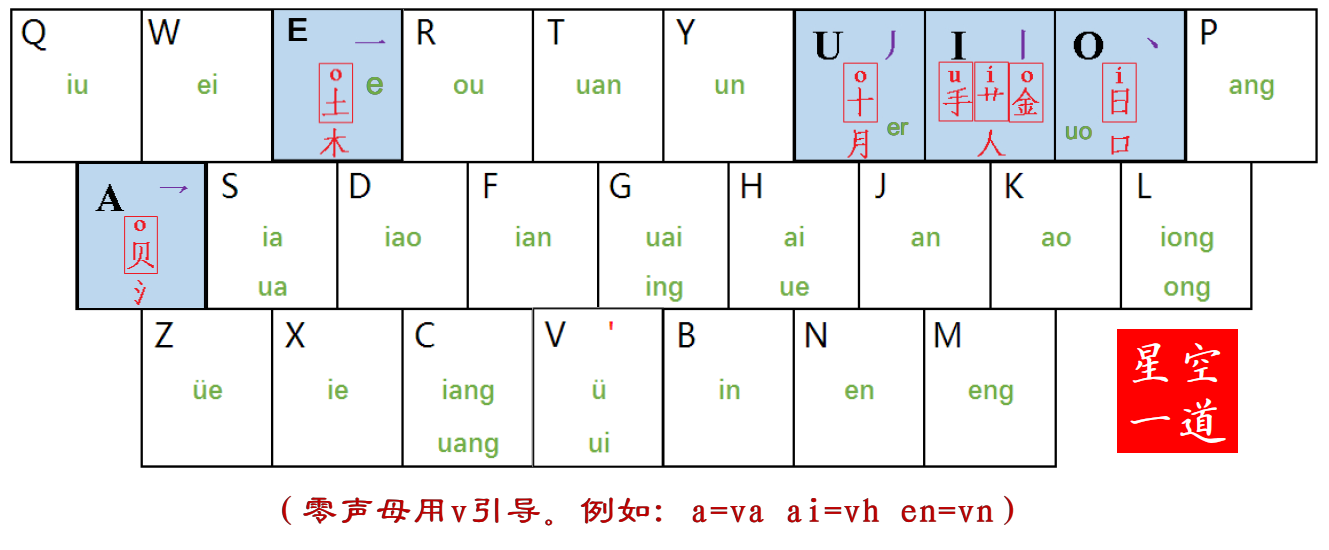 Q W E 一 R T Y U 丿 I 丨 O 丶 P
iu ei o 土 e ou uan un o 十 er u 手 i 艹 o 金 uo i 日 ang
木 月 人 口
A 乛 S D F G H J K L
o 贝 ia iao ian uai ai an ao iong
氵 ua ing ue ong
Z X C V ' B N M
üe ie iang ü in en eng
uang ui
星空
一道
(零声母用v引导。例如: a=va ai=vh en=vn)